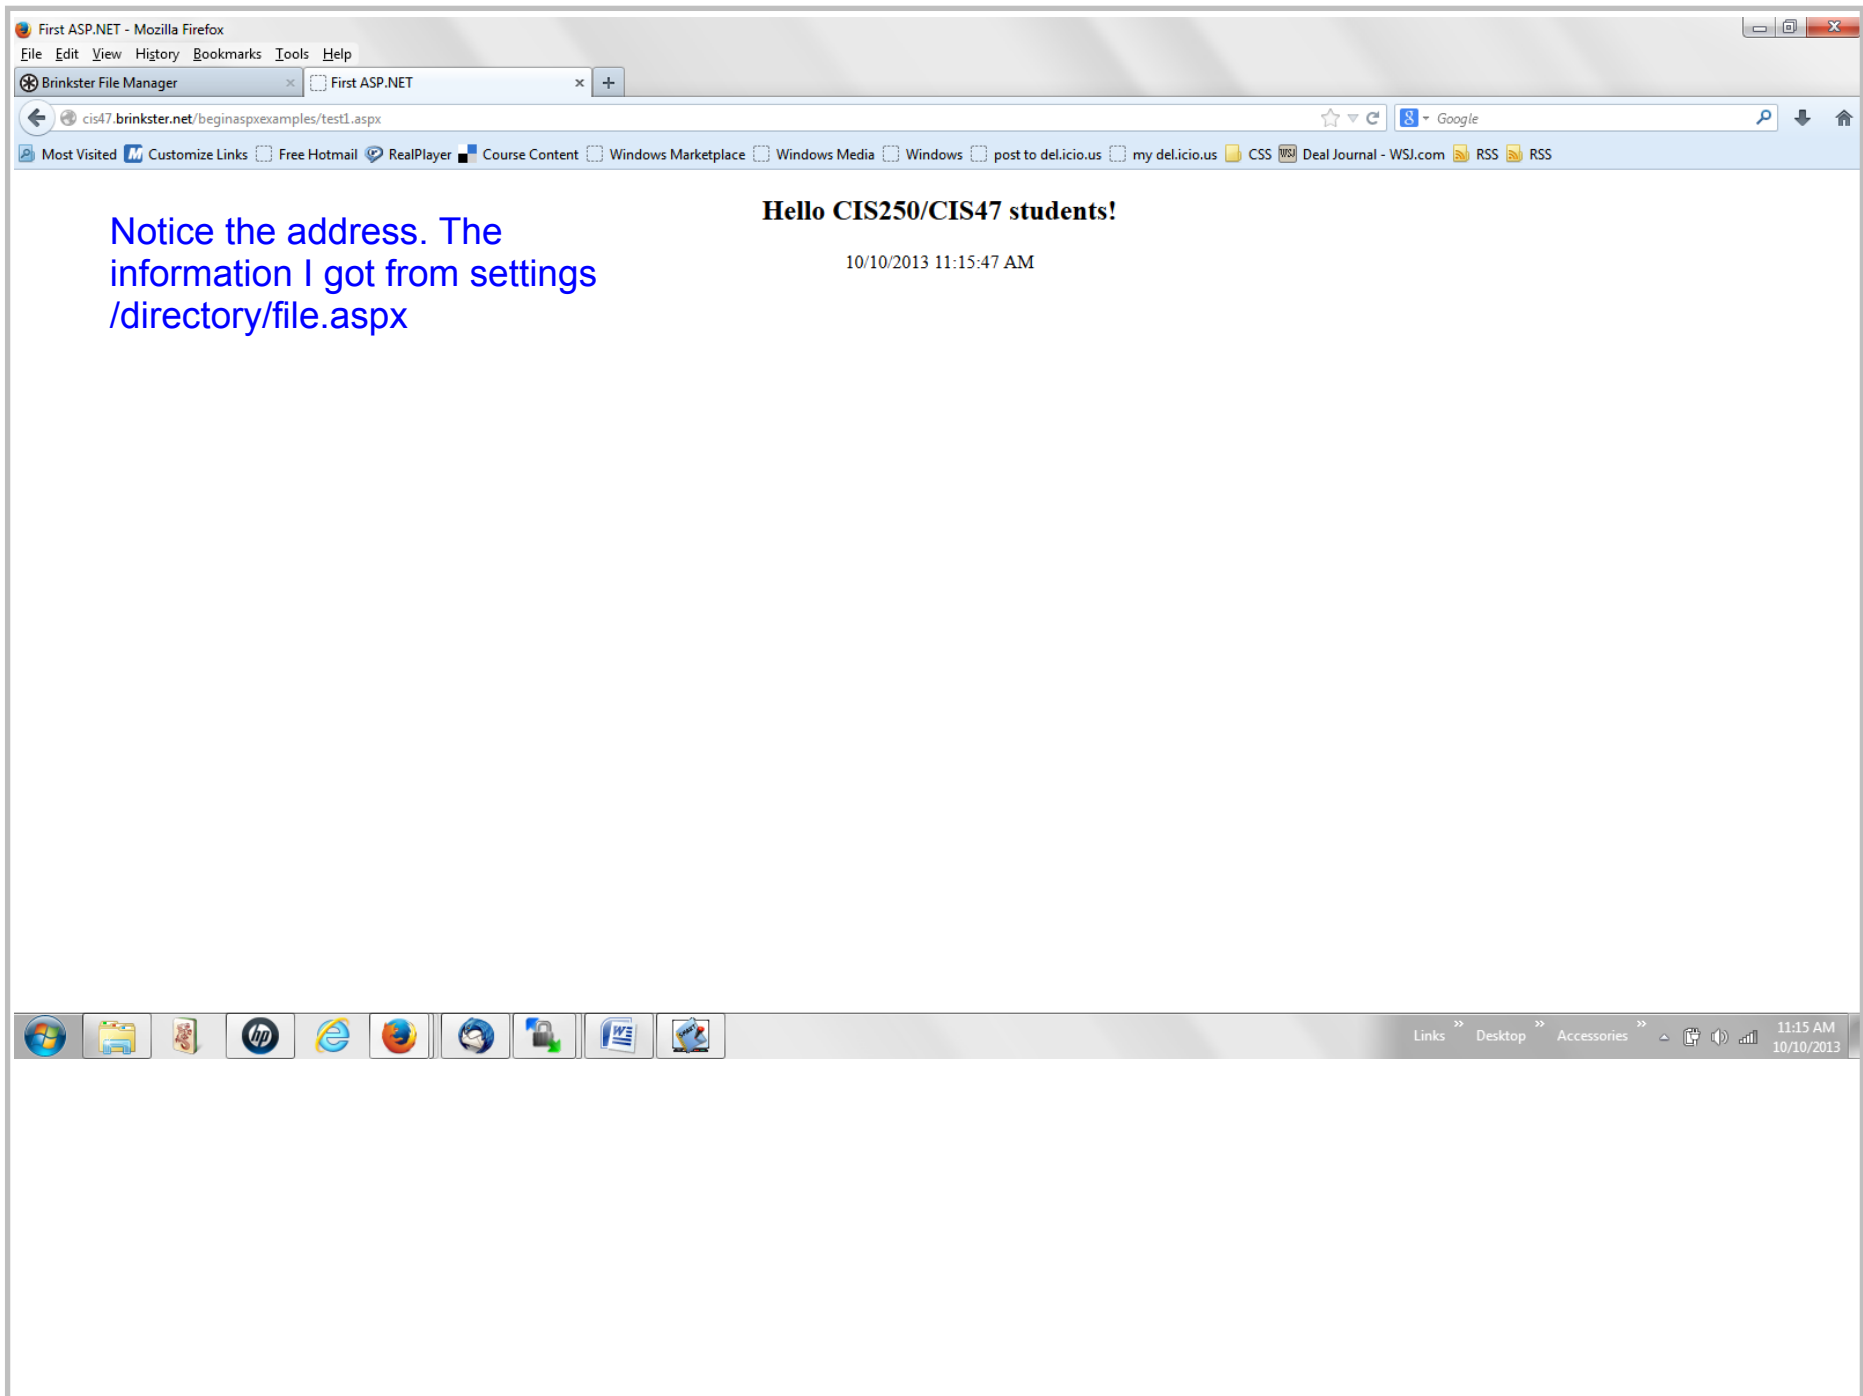 First ASP.NET - Mozilla Firefox
File Edit View History Bookmarks Tools Help
Brinkster File Manager First ASP.NET
cis47.brinkster.net/beginaspxexamples/test1.aspx Google
Most Visited Customize Links Free Hotmail RealPlayer Course Content Windows Marketplace Windows Media Windows post to del.icio.us my del.icio.us CSS WSJ Deal Journal - WSJ.com RSS RSS
Hello CIS250/CIS47 students!
10/10/2013 11:15:47 AM
Notice the address. The
information I got from settings
/directory/file.aspx
Links Desktop Accessories 11:15 AM
10/10/2013